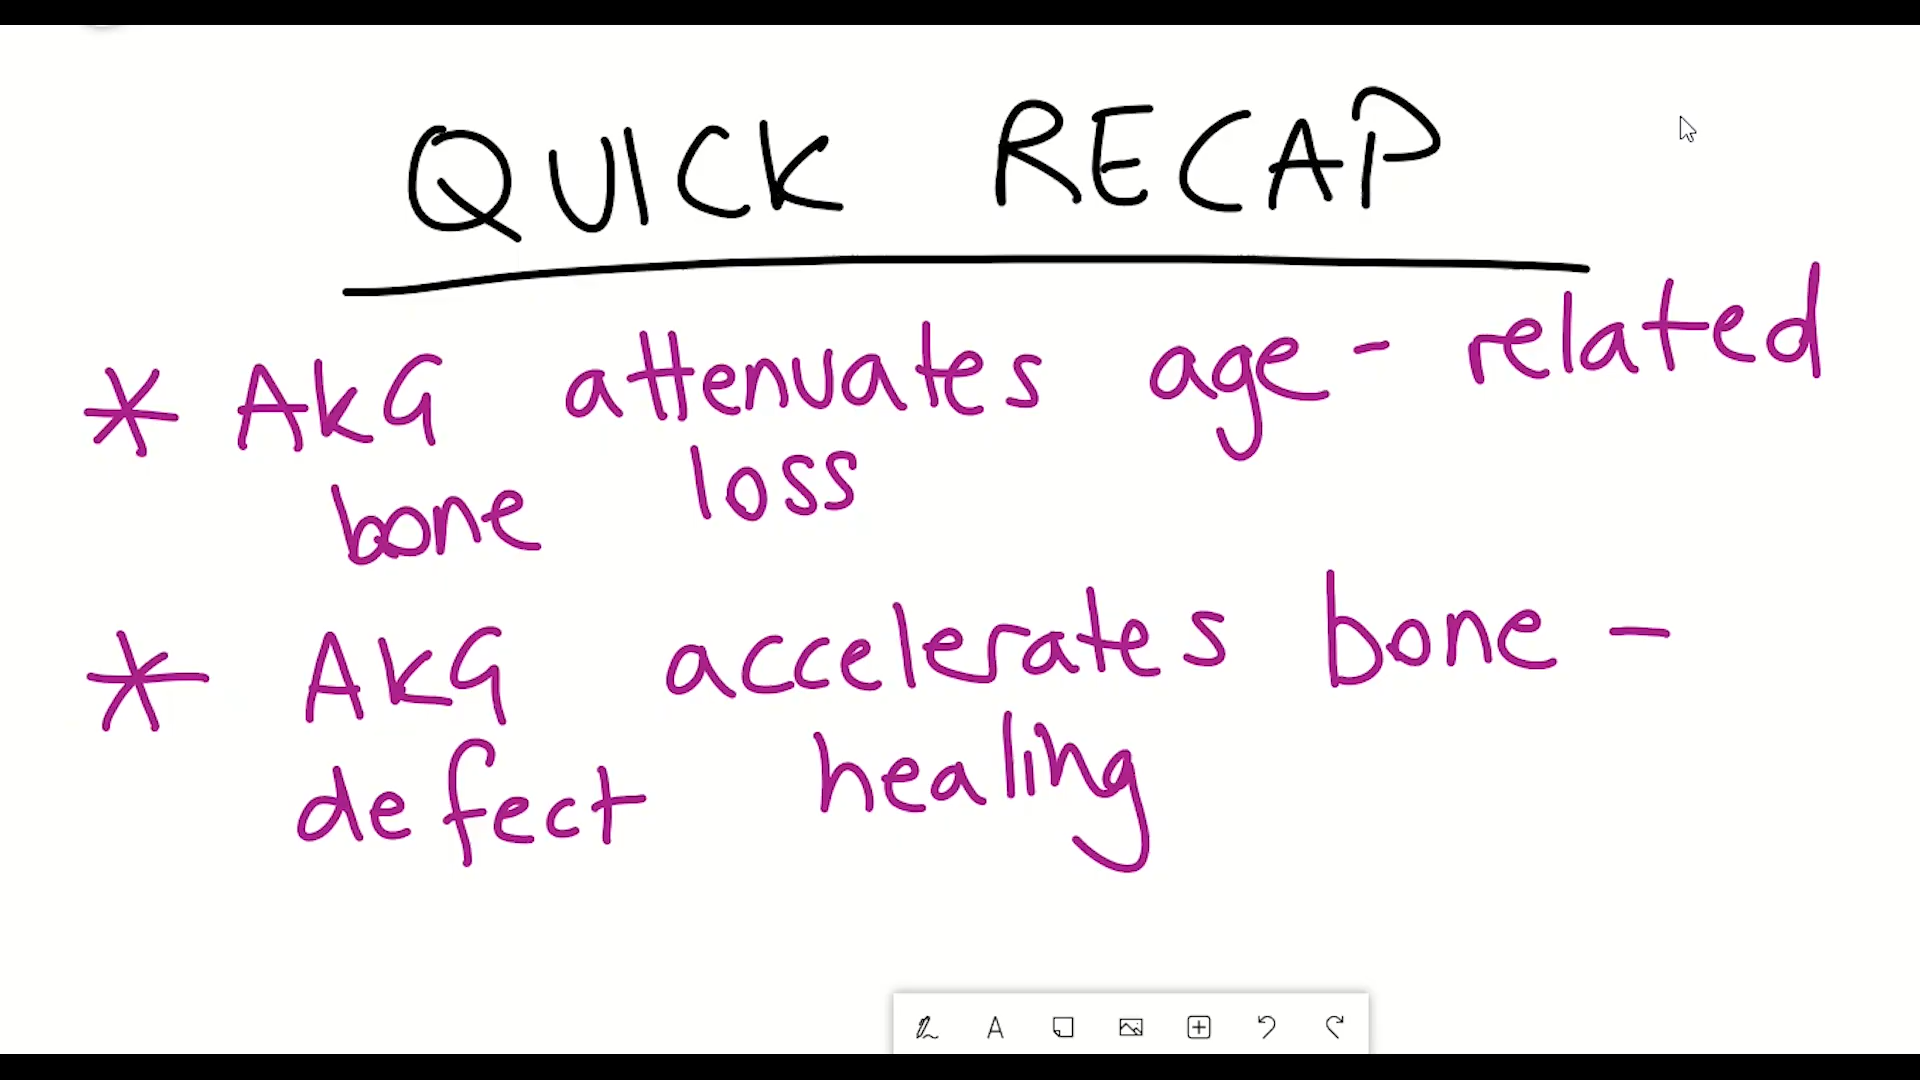 QUICK RECAP
* AKG attenuates age-related
bone loss
* AKG accelerates bone-
defect healing
A